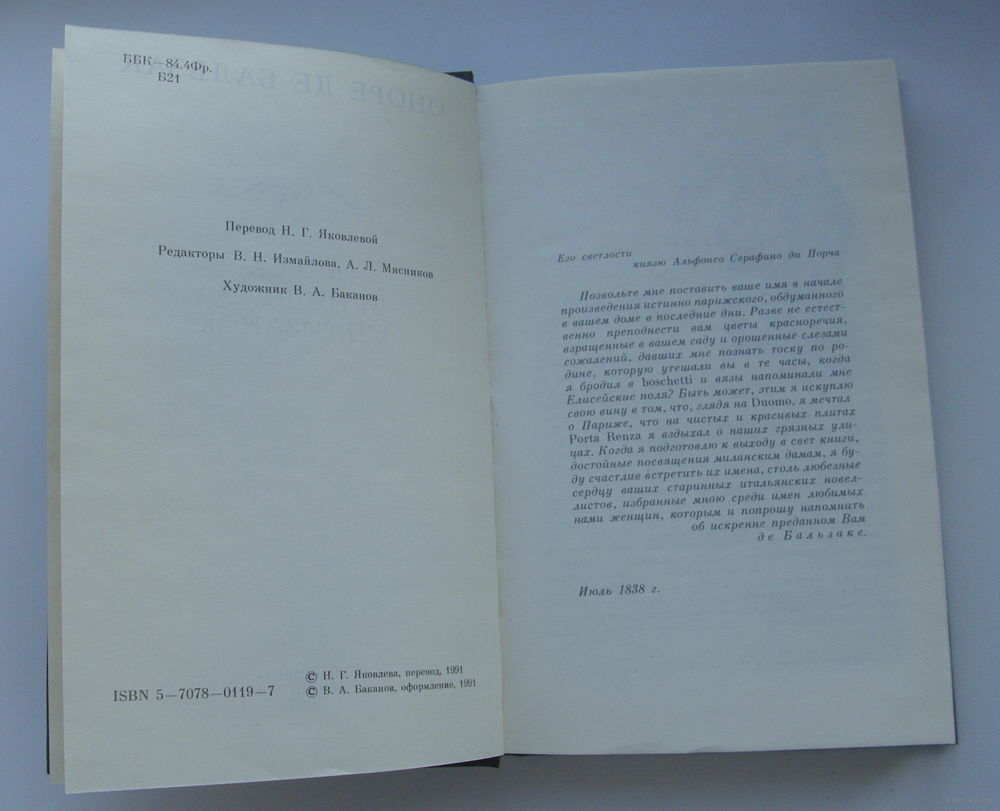 ББК—84.4Фр.
Б21
ОНОРЕ ДЕ БАЛЬЗАК
Перевод Н. Г. Яковлевой
Редакторы В. Н. Измайлова, А. Л. Мясников
Художник В. А. Баканов
ISBN 5—7078—0119—7
© Н. Г. Яковлева, перевод, 1991
© В. А. Баканов, оформление, 1991
Его светлости
князю Альфонсо Серафино ди Порча
Позвольте мне поставить ваше имя в начале
произведения истинно парижского, обдуманного
в вашем доме в последние дни. Разве не естест-
венно преподнести вам цветы красноречия,
взращенные в вашем саду и орошенные слезами
сожалений, давших мне познать тоску по ро-
дине, которую утешали вы в те часы, когда
я бродил в boschetti и вязы напоминали мне
Елисейские поля? Быть может, этим я искуплю
свою вину в том, что, глядя на Duomo, я мечтал
о Париже, что на чистых и красивых плитах
Porta Renza я вздыхал о наших грязных ули-
цах. Когда я подготовлю к выходу в свет книги,
достойные посвящения миланским дамам, я бу-
ду счастлив встретить их имена, столь любезные
сердцу ваших старинных итальянских новел-
листов, избранные мною среди имен любимых
нами женщин, которым и попрошу напомнить
об искренне преданном Вам
де Бальзаке.
Июль 1838 г.